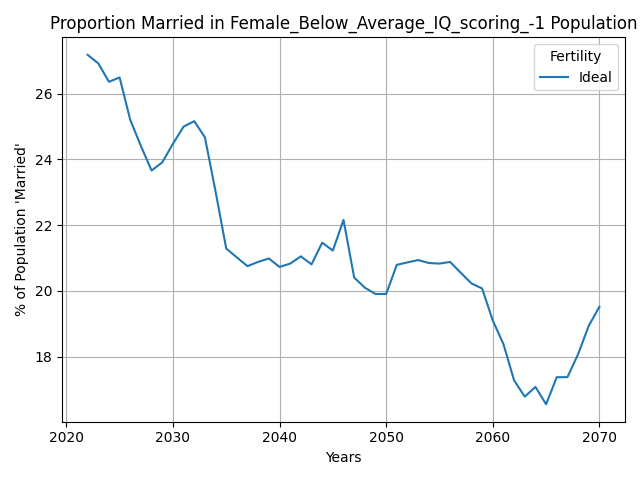 Proportion Married in Female_Below_Average_IQ_scoring_-1 Population
Fertility
Ideal
% of Population 'Married'
26
24
22
20
18
2020 2030 2040 2050 2060 2070
Years